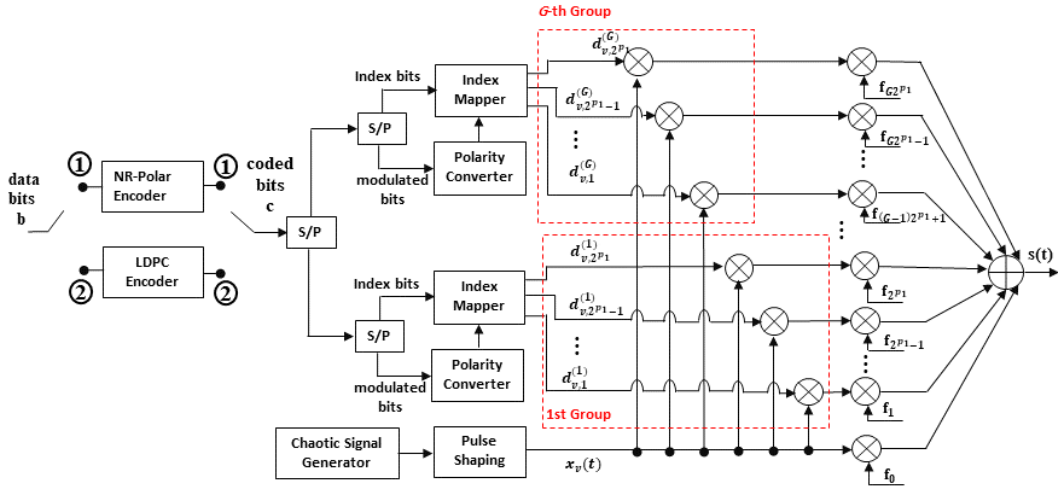 G-th Group
d_{v,2^{p_1}}^{(G)}
Index bits
Index
Mapper
d_{v,2^{p_1}-1}^{(G)}
f_{G2^{p_1}}
S/P
⋮
f_{G2^{p_1}-1}
Polarity
Converter
modulated bits
d_{v,1}^{(G)}
⋮
data
bits
b
1
NR-Polar
Encoder
1
coded
bits
c
S/P
f_{(G-1)2^{p_1}+1}
⋮
LDPC
Encoder
2
2
Index bits
Index
Mapper
d_{v,2^{p_1}}^{(1)}
s(t)
f_{2^{p_1}}
d_{v,2^{p_1}-1}^{(1)}
S/P
f_{2^{p_1}-1}
⋮
⋮
Polarity
Converter
modulated bits
d_{v,1}^{(1)}
f_1
1st Group
Chaotic Signal
Generator
Pulse
Shaping
x_v(t)
f_0